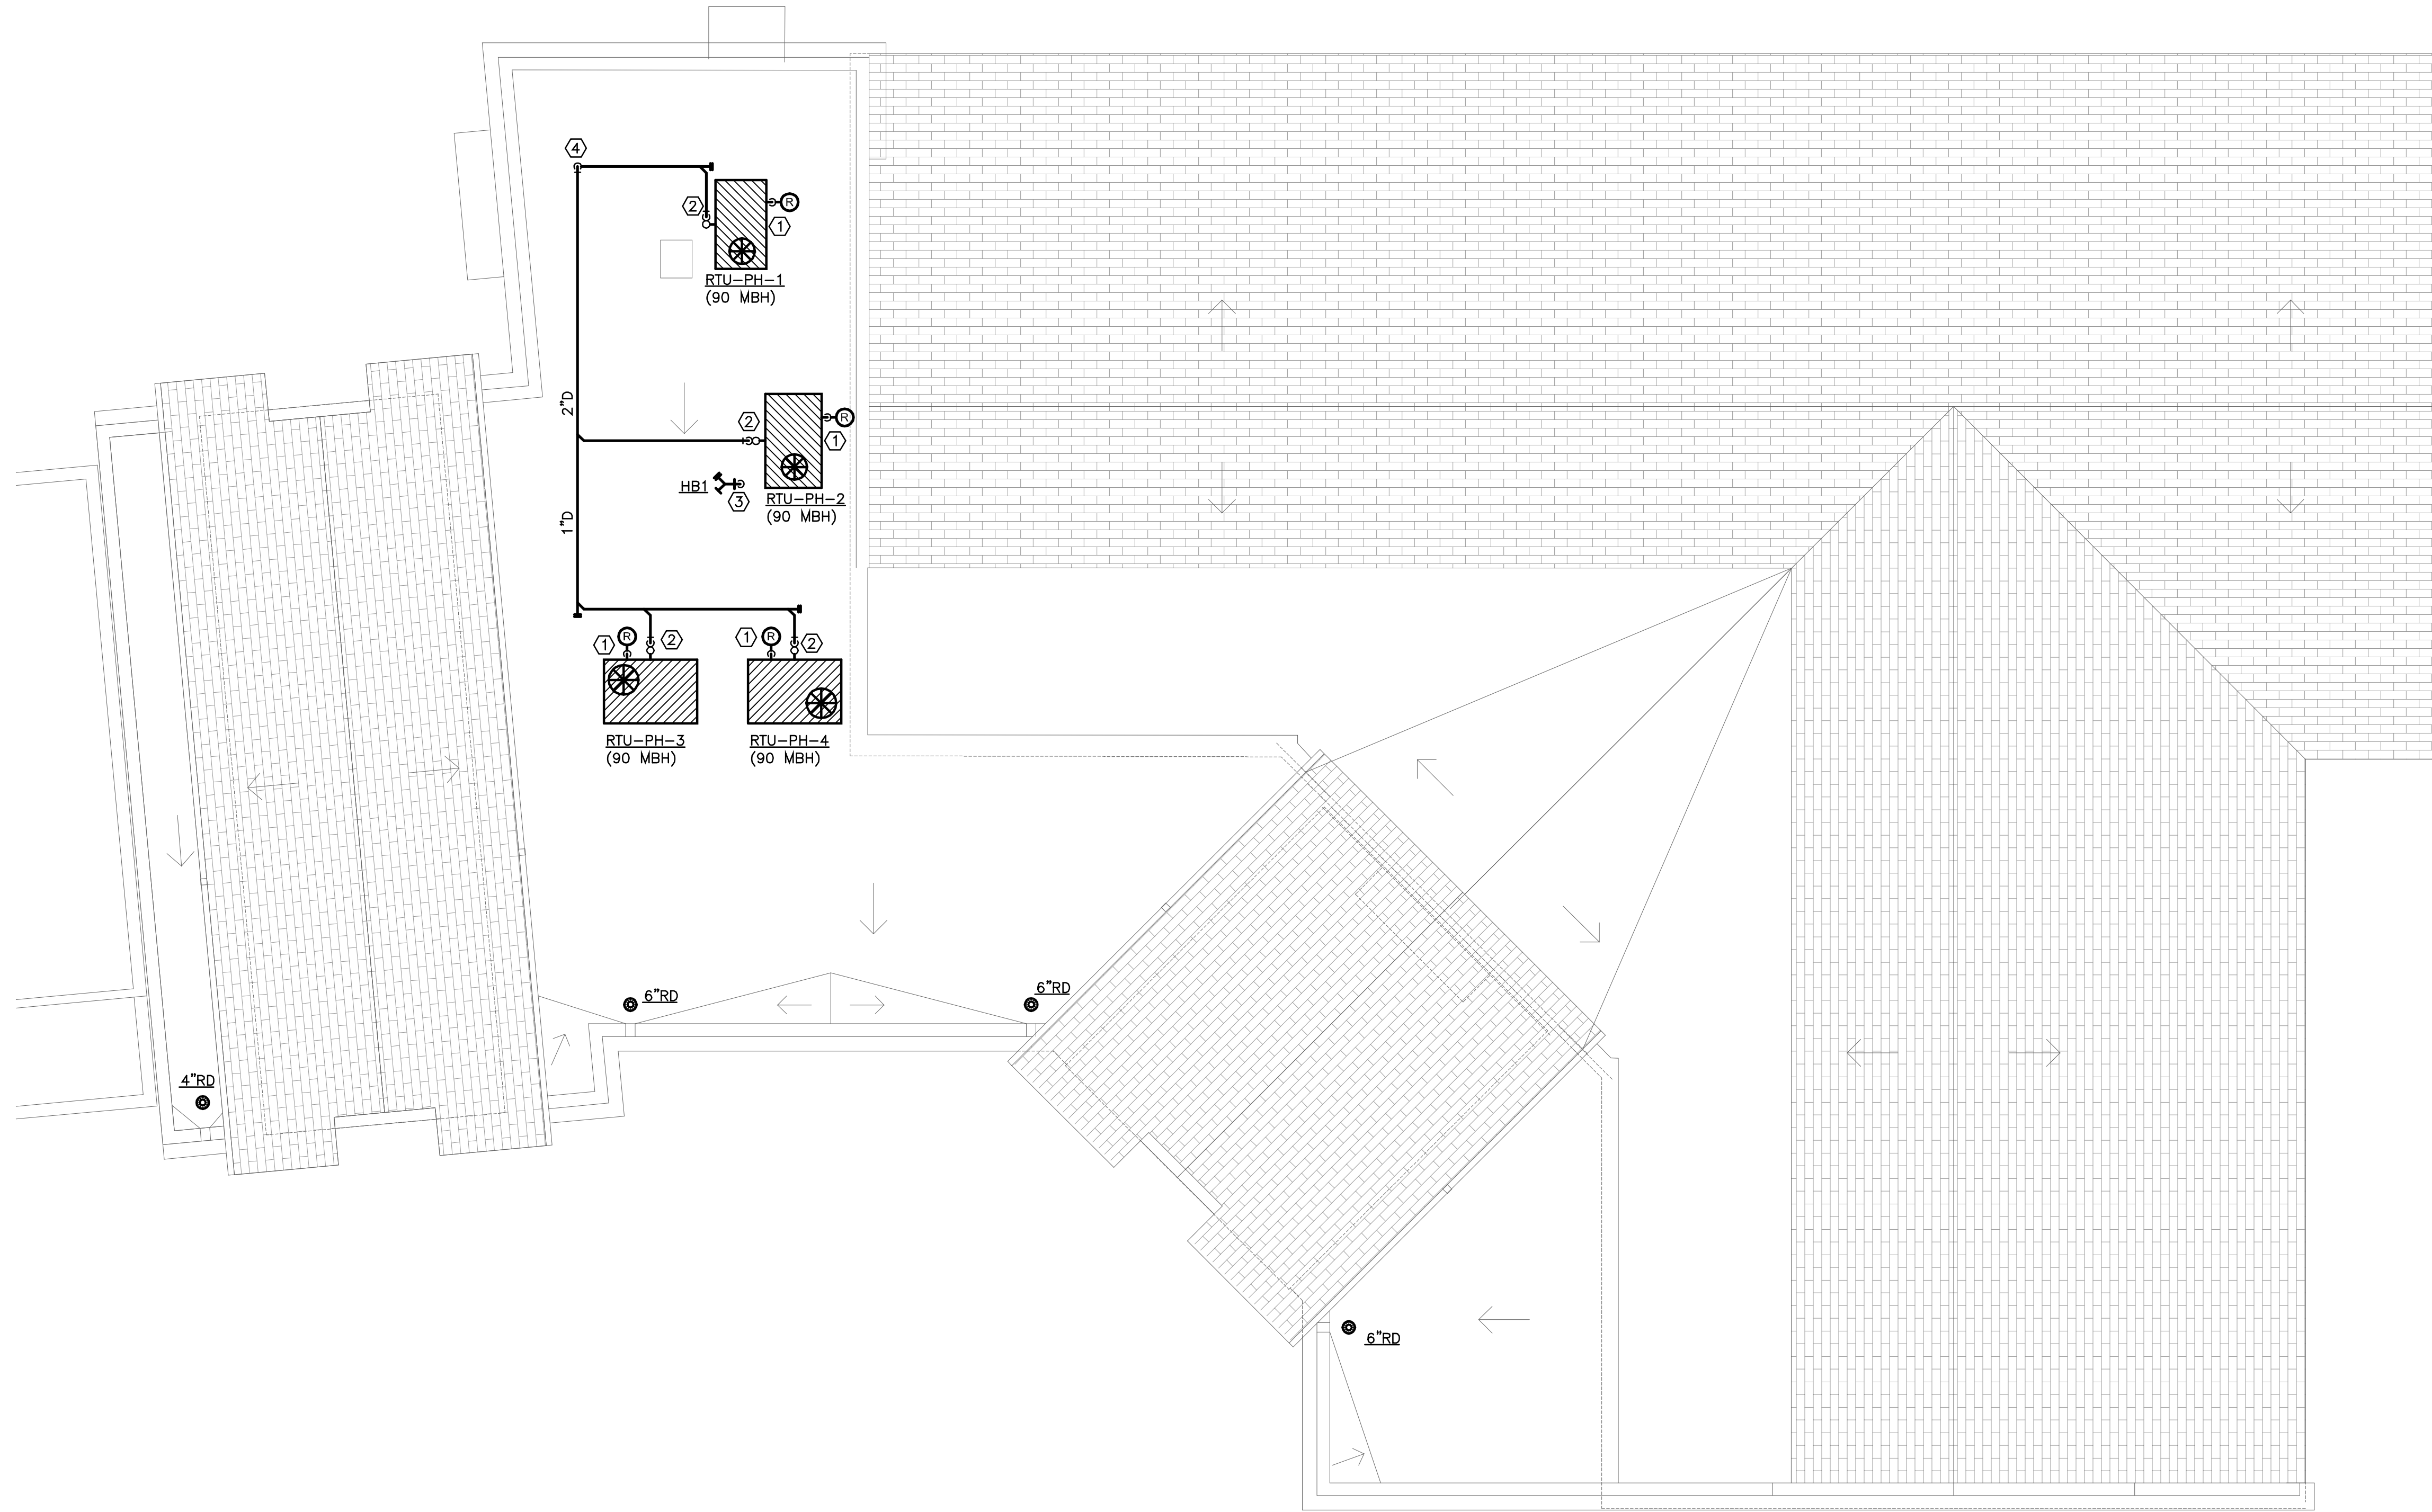 4
2
R
1
RTU-PH-1
(90 MBH)
2"D
2
R
1
HB1
3
RTU-PH-2
(90 MBH)
1"D
1
R
2
1
R
2
RTU-PH-3
(90 MBH)
RTU-PH-4
(90 MBH)
6"RD
6"RD
4"RD
6"RD